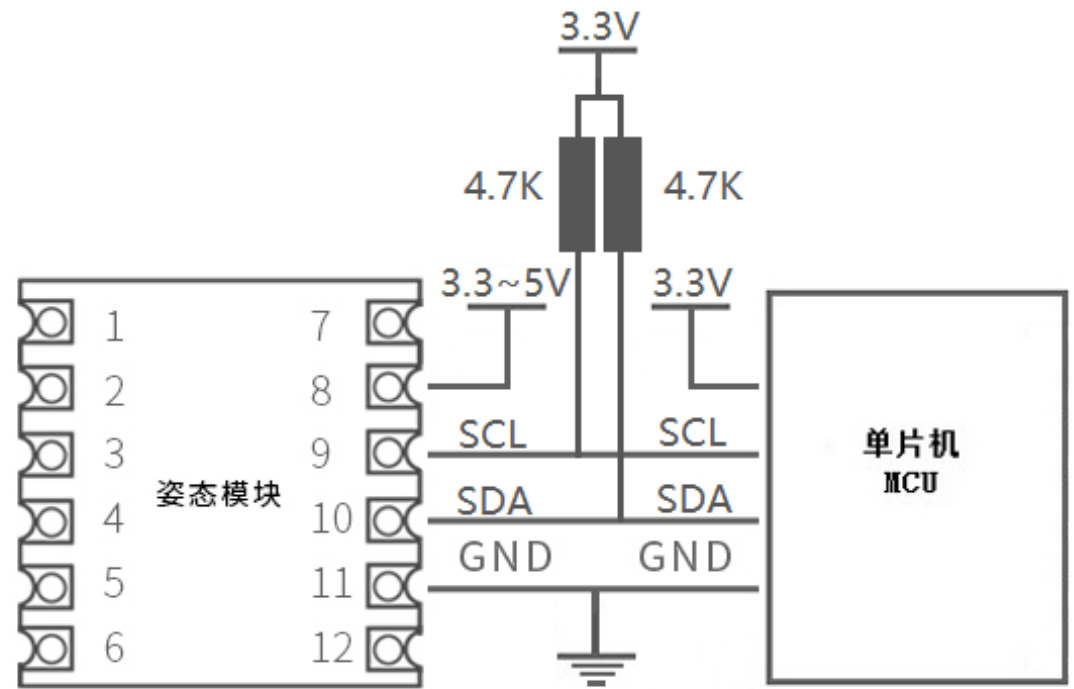 3.3V
4.7K 4.7K
3.3~5V 3.3V
1 7
2 8
SCL SCL
3 9
单片机
MCU
姿态模块
SDA SDA
4 10
GND GND
5 11
6 12